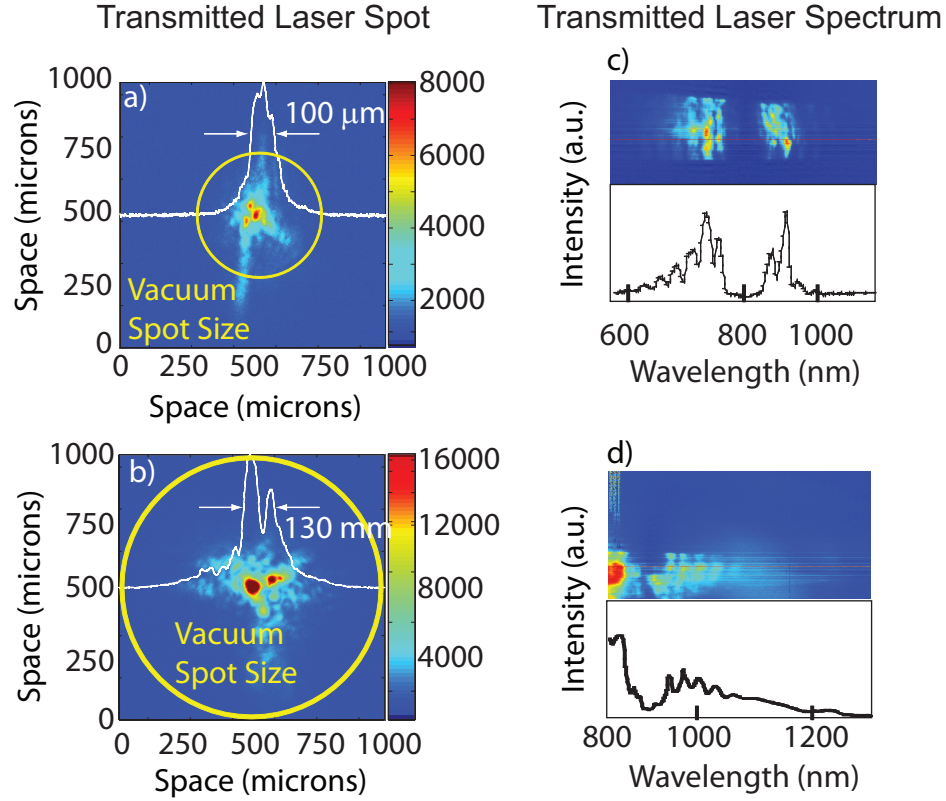 Transmitted Laser Spot
Transmitted Laser Spectrum
a)
1000
750
500
250
0
Space (microns)
100 μm
Vacuum
Spot Size
0 250 500 750 1000
Space (microns)
8000
6000
4000
2000
c)
Intensity (a.u.)
600 800 1000
Wavelength (nm)
b)
1000
750
500
250
0
Space (microns)
130 mm
Vacuum
Spot Size
0 250 500 750 1000
Space (microns)
16000
12000
8000
4000
d)
Intensity (a.u.)
800 1000 1200
Wavelength (nm)